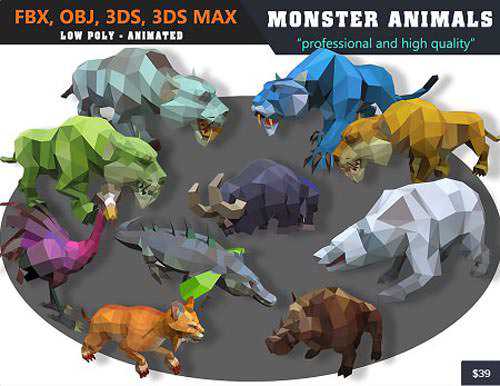 FBX, OBJ, 3DS, 3DS MAX
LOW POLY - ANIMATED
MONSTER ANIMALS
"professional and high quality"
$39